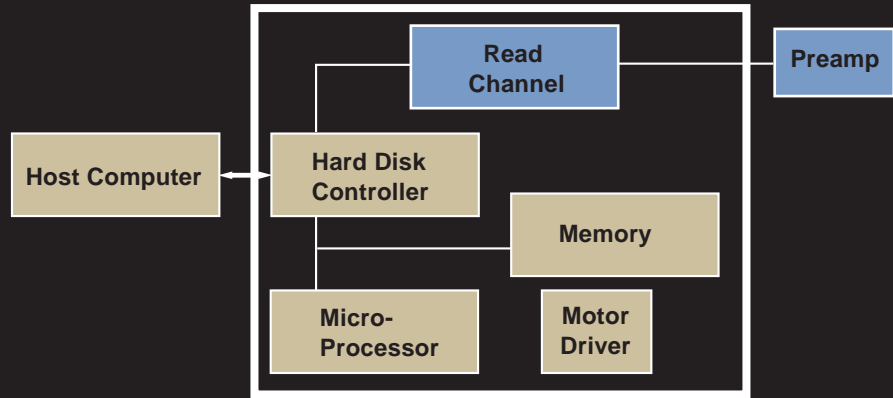 Read
Channel
Preamp
Host Computer
Hard Disk
Controller
Memory
Micro-
Processor
Motor
Driver